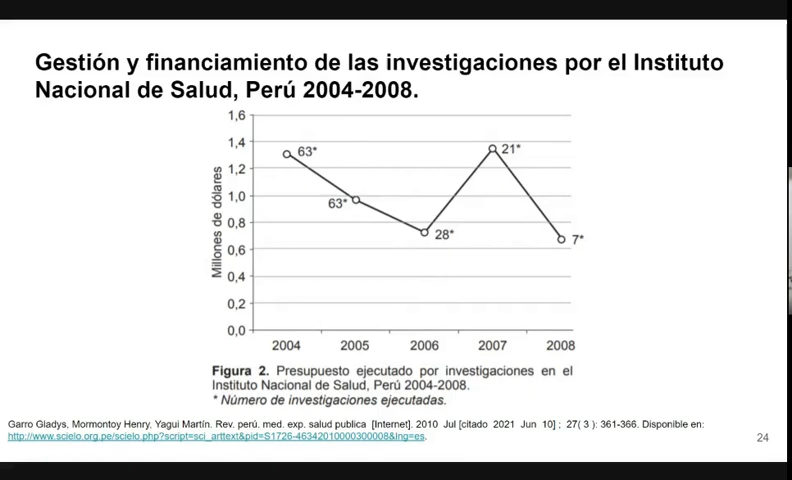 Gestión y financiamiento de las investigaciones por el Instituto
Nacional de Salud, Perú 2004-2008.
Millones de dólares
1,6
1,4
1,2
1,0
0,8
0,6
0,4
0,2
0,0
63*
63*
28*
21*
7*
2004 2005 2006 2007 2008
Figura 2. Presupuesto ejecutado por investigaciones en el
Instituto Nacional de Salud, Perú 2004-2008.
* Número de investigaciones ejecutadas.
Garro Gladys, Mormontoy Henry, Yagui Martín. Rev. perú. med. exp. salud publica [Internet]. 2010 Jul [citado 2021 Jun 10] ; 27( 3 ): 361-366. Disponible en:
http://www.scielo.org.pe/scielo.php?script=sci_arttext&pid=S1726-46342010000300008&lng=es.
24